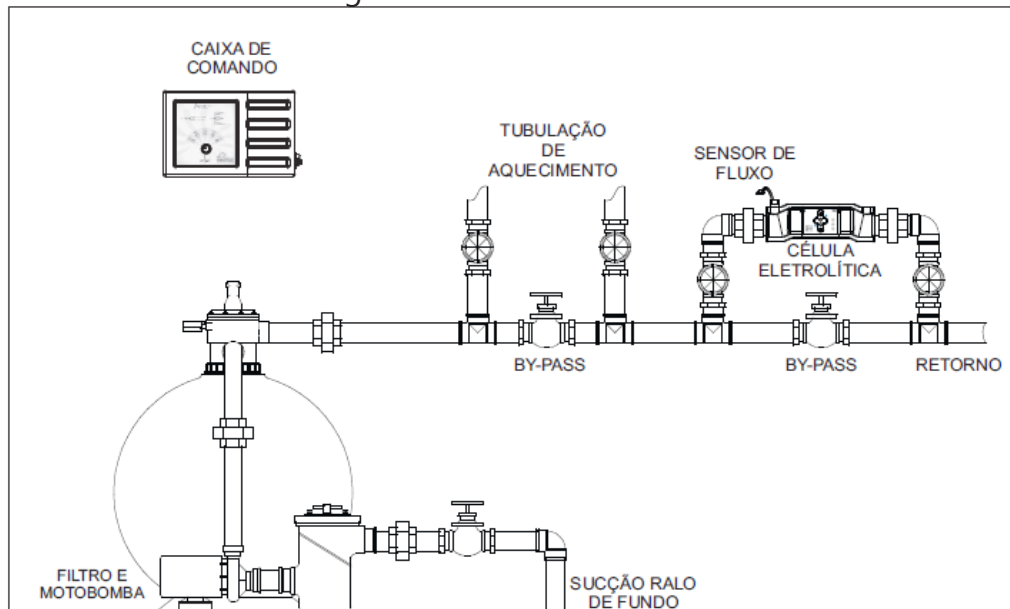 CAIXA DE
COMANDO
TUBULAÇÃO
DE
AQUECIMENTO
SENSOR DE
FLUXO
CÉLULA
ELETROLÍTICA
BY-PASS
BY-PASS
RETORNO
FILTRO E
MOTOBOMBA
SUCÇÃO RALO
DE FUNDO